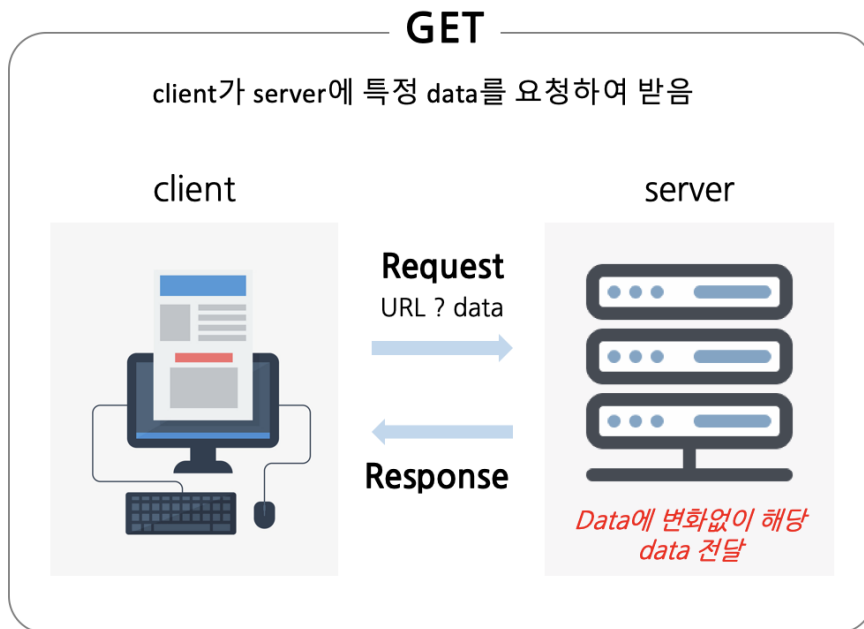 GET
client가 server에 특정 data를 요청하여 받음
client
server
Request
URL ? data
Response
Data에 변화없이 해당
data 전달